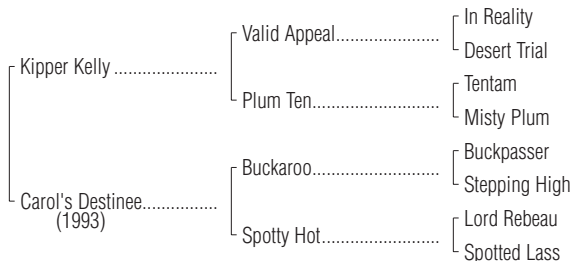 In Reality
Valid Appeal......................
Desert Trial
Kipper Kelly ......................
Tentam
Plum Ten...........................
Misty Plum
Buckpasser
Buckaroo...........................
Stepping High
Carol's Destinee................
(1993)
Lord Rebeau
Spotty Hot.........................
Spotted Lass